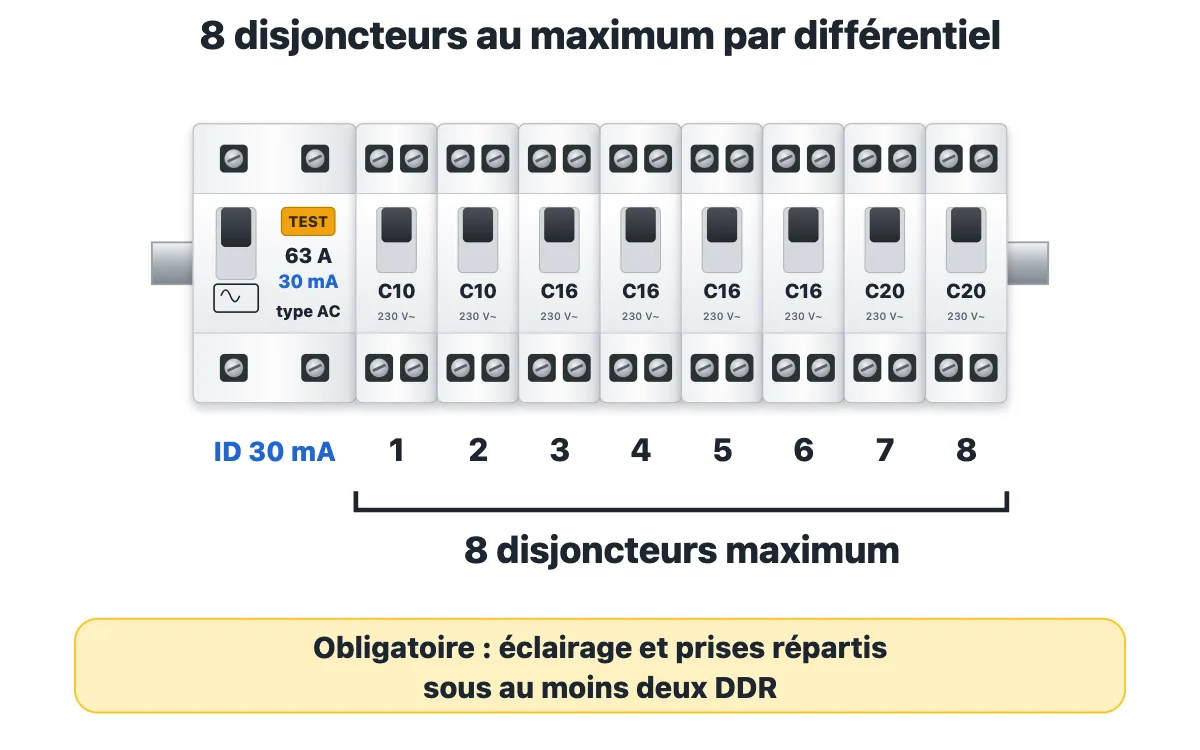 8 disjoncteurs au maximum par différentiel
TEST
63 A
30 mA
type AC
C10 C10 C16 C16 C16 C16 C20 C20
230 V~ 230 V~ 230 V~ 230 V~ 230 V~ 230 V~ 230 V~ 230 V~
ID 30 mA 1 2 3 4 5 6 7 8
8 disjoncteurs maximum
Obligatoire : éclairage et prises répartis
sous au moins deux DDR